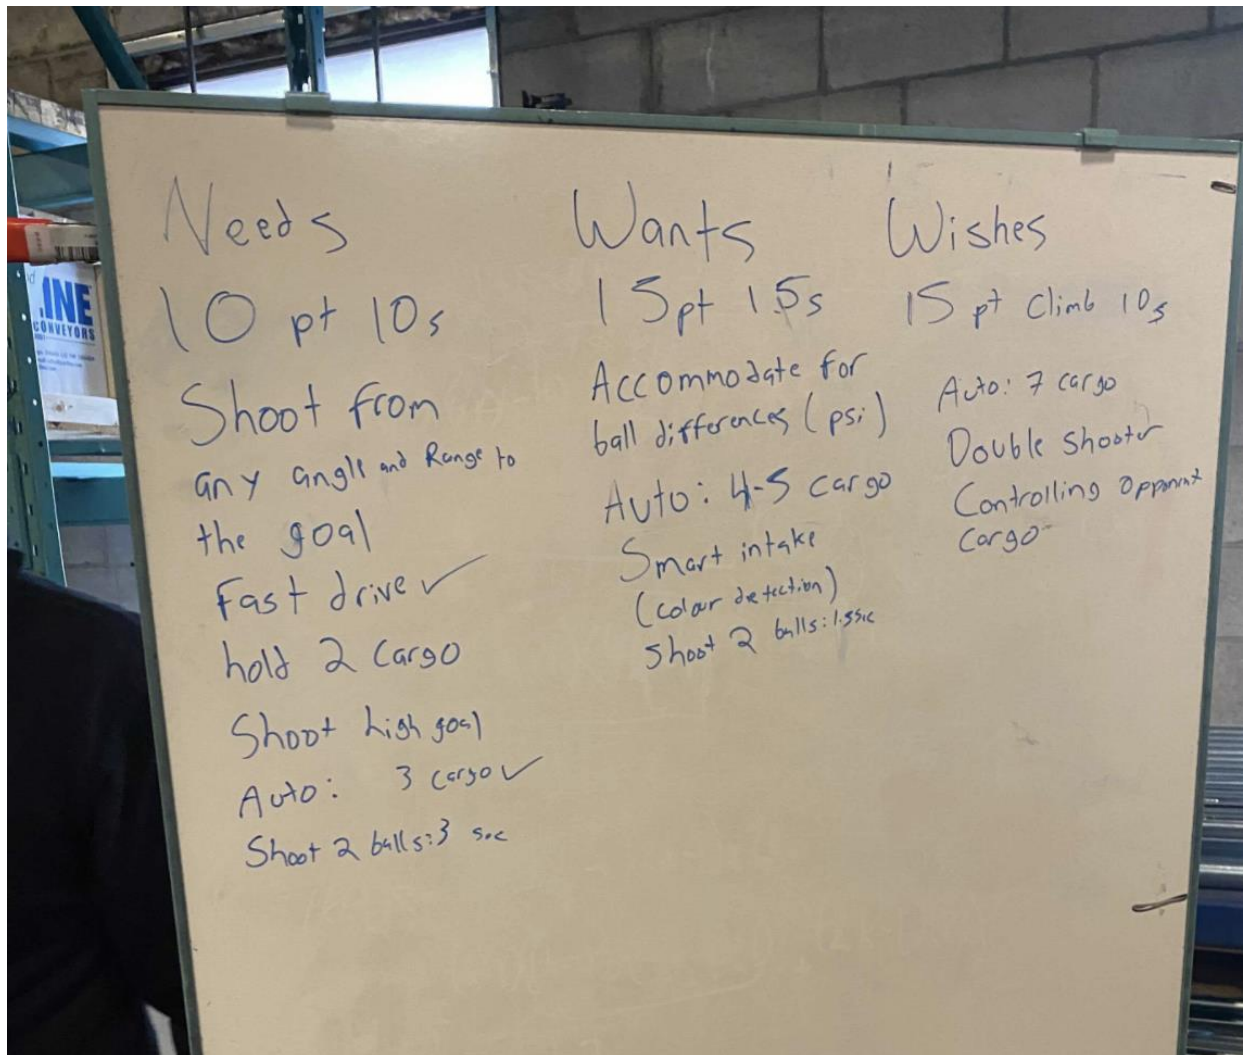 Needs
10 pt 10s
Shoot from
any angle and Range to
the goal
Fast drive ✓
hold 2 cargo
Shoot high goal
Auto: 3 cargo ✓
Shoot 2 balls: 3 sec
Wants
15pt 15s
Accommodate for
ball differences (psi)
Auto: 4-5 cargo
Smart intake
(colour detection)
Shoot 2 balls: 1.5sec
Wishes
15 pt Climb 10s
Auto: 7 cargo
Double shooter
Controlling opponent
cargo
INE
CONVEYORS